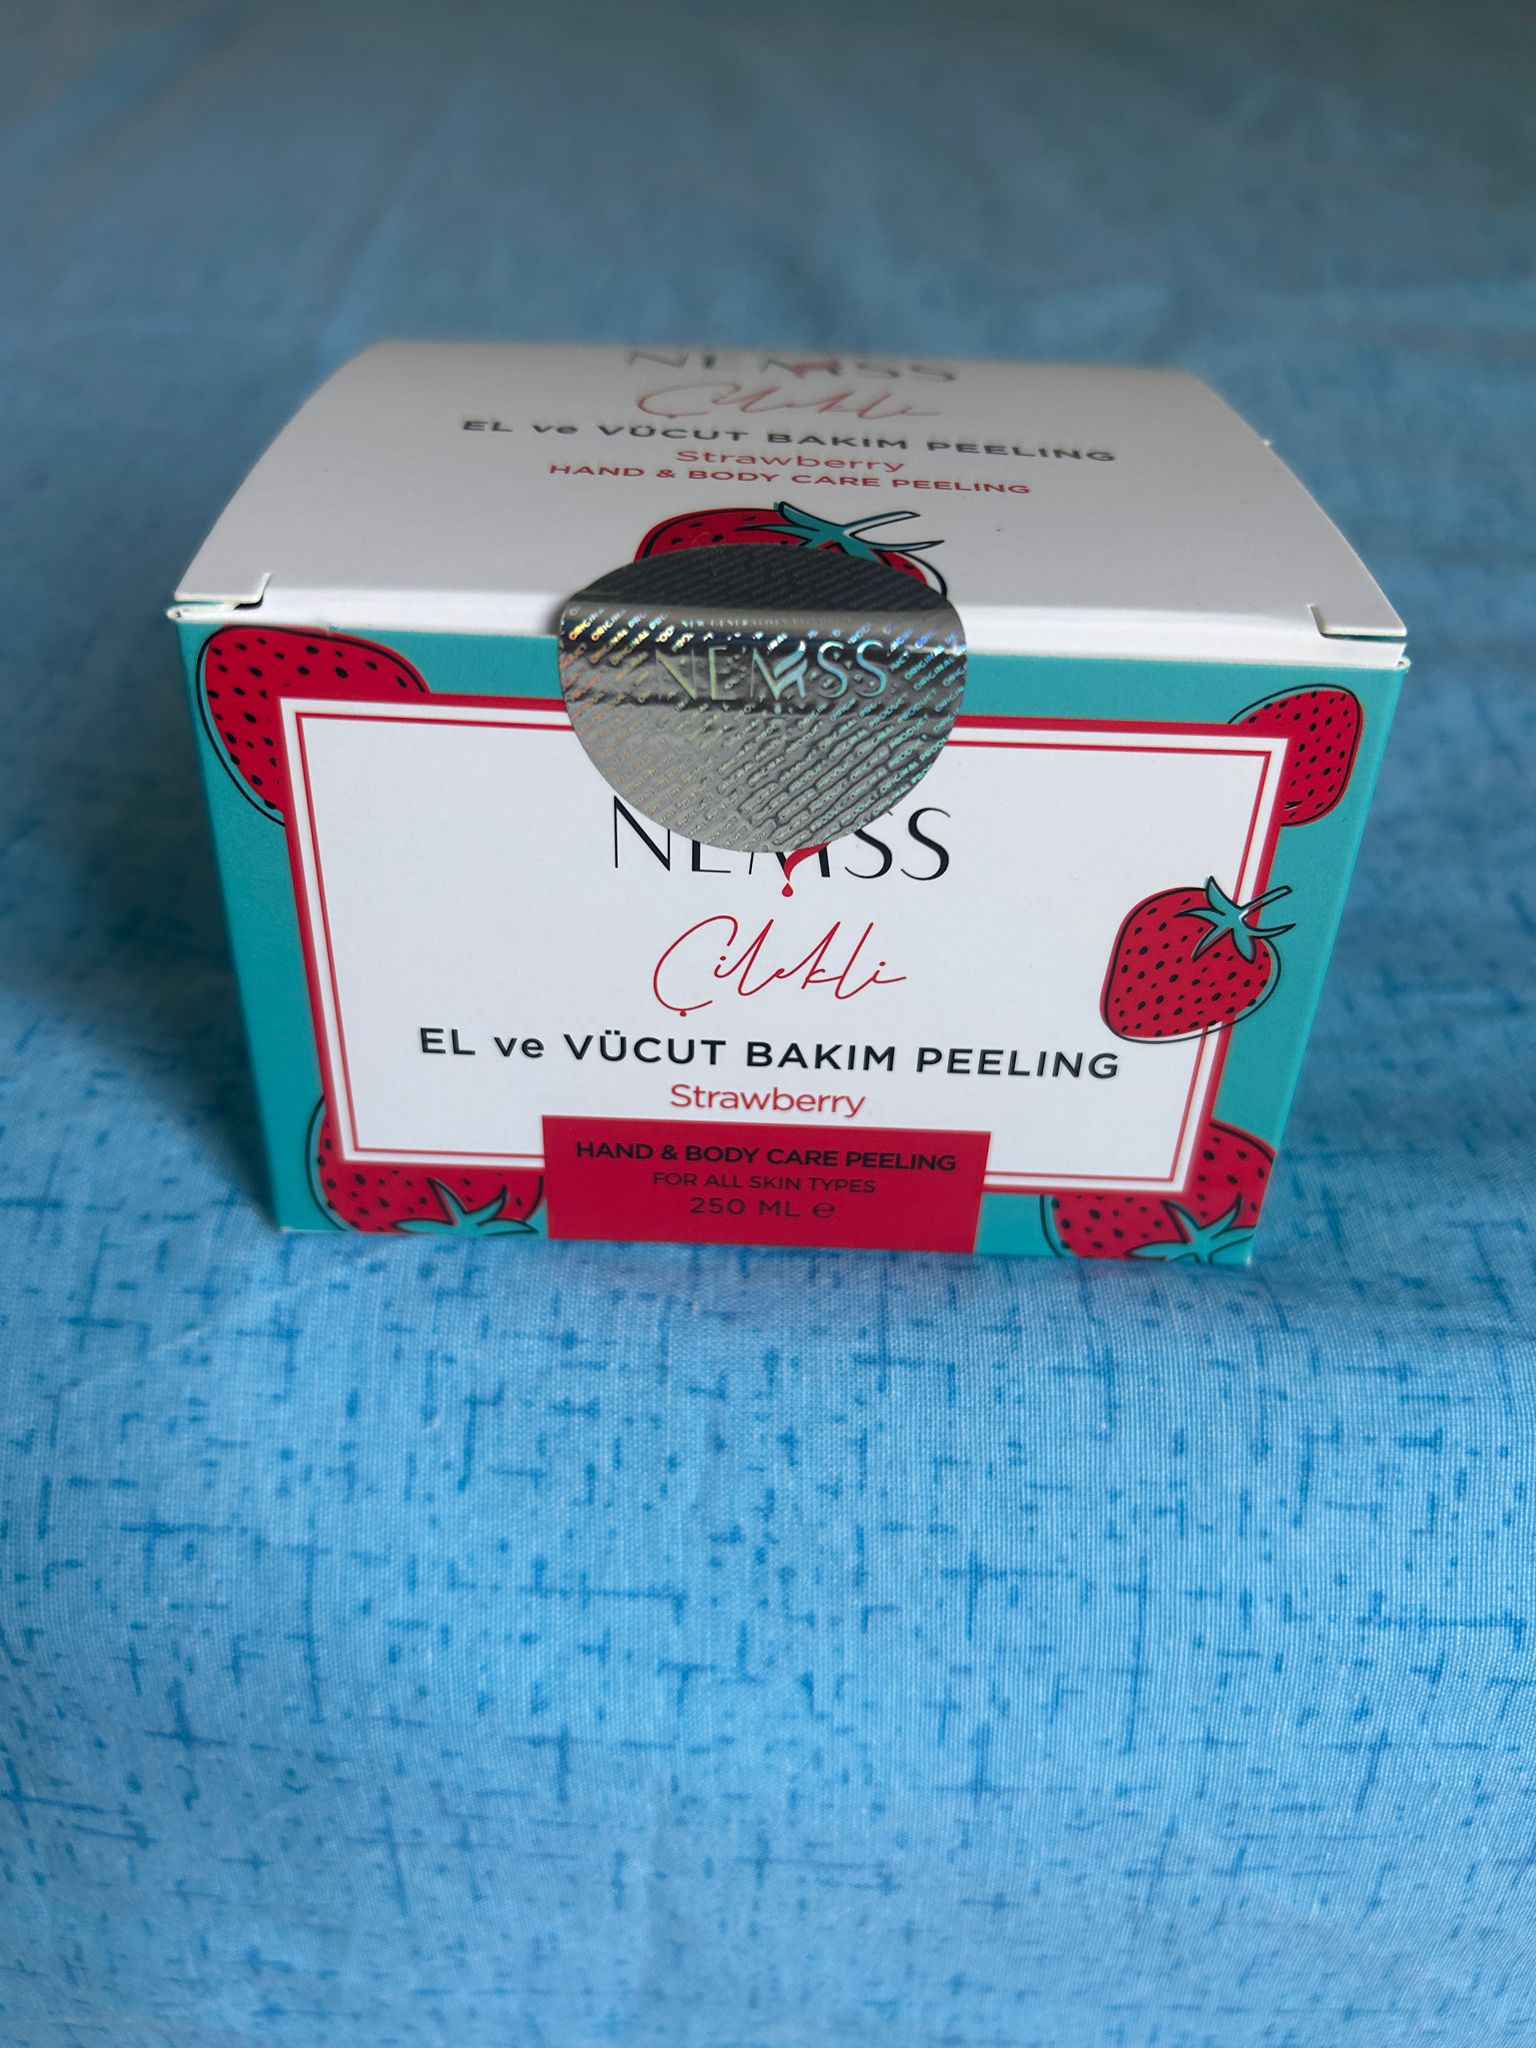 NEMSS
Çilekli
EL ve VÜCUT BAKIM PEELING
Strawberry
HAND & BODY CARE PEELING
NEMSS
NEMSS
Çilekli
EL ve VÜCUT BAKIM PEELING
Strawberry
HAND & BODY CARE PEELING
FOR ALL SKIN TYPES
250 ML ℮